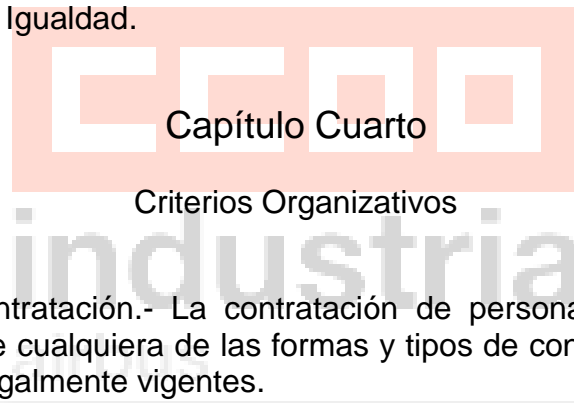 Igualdad.
Capítulo Cuarto
Criterios Organizativos
ntratación.- La contratación de persona
e cualquiera de las formas y tipos de con
galmente vigentes.
ccoo
industria